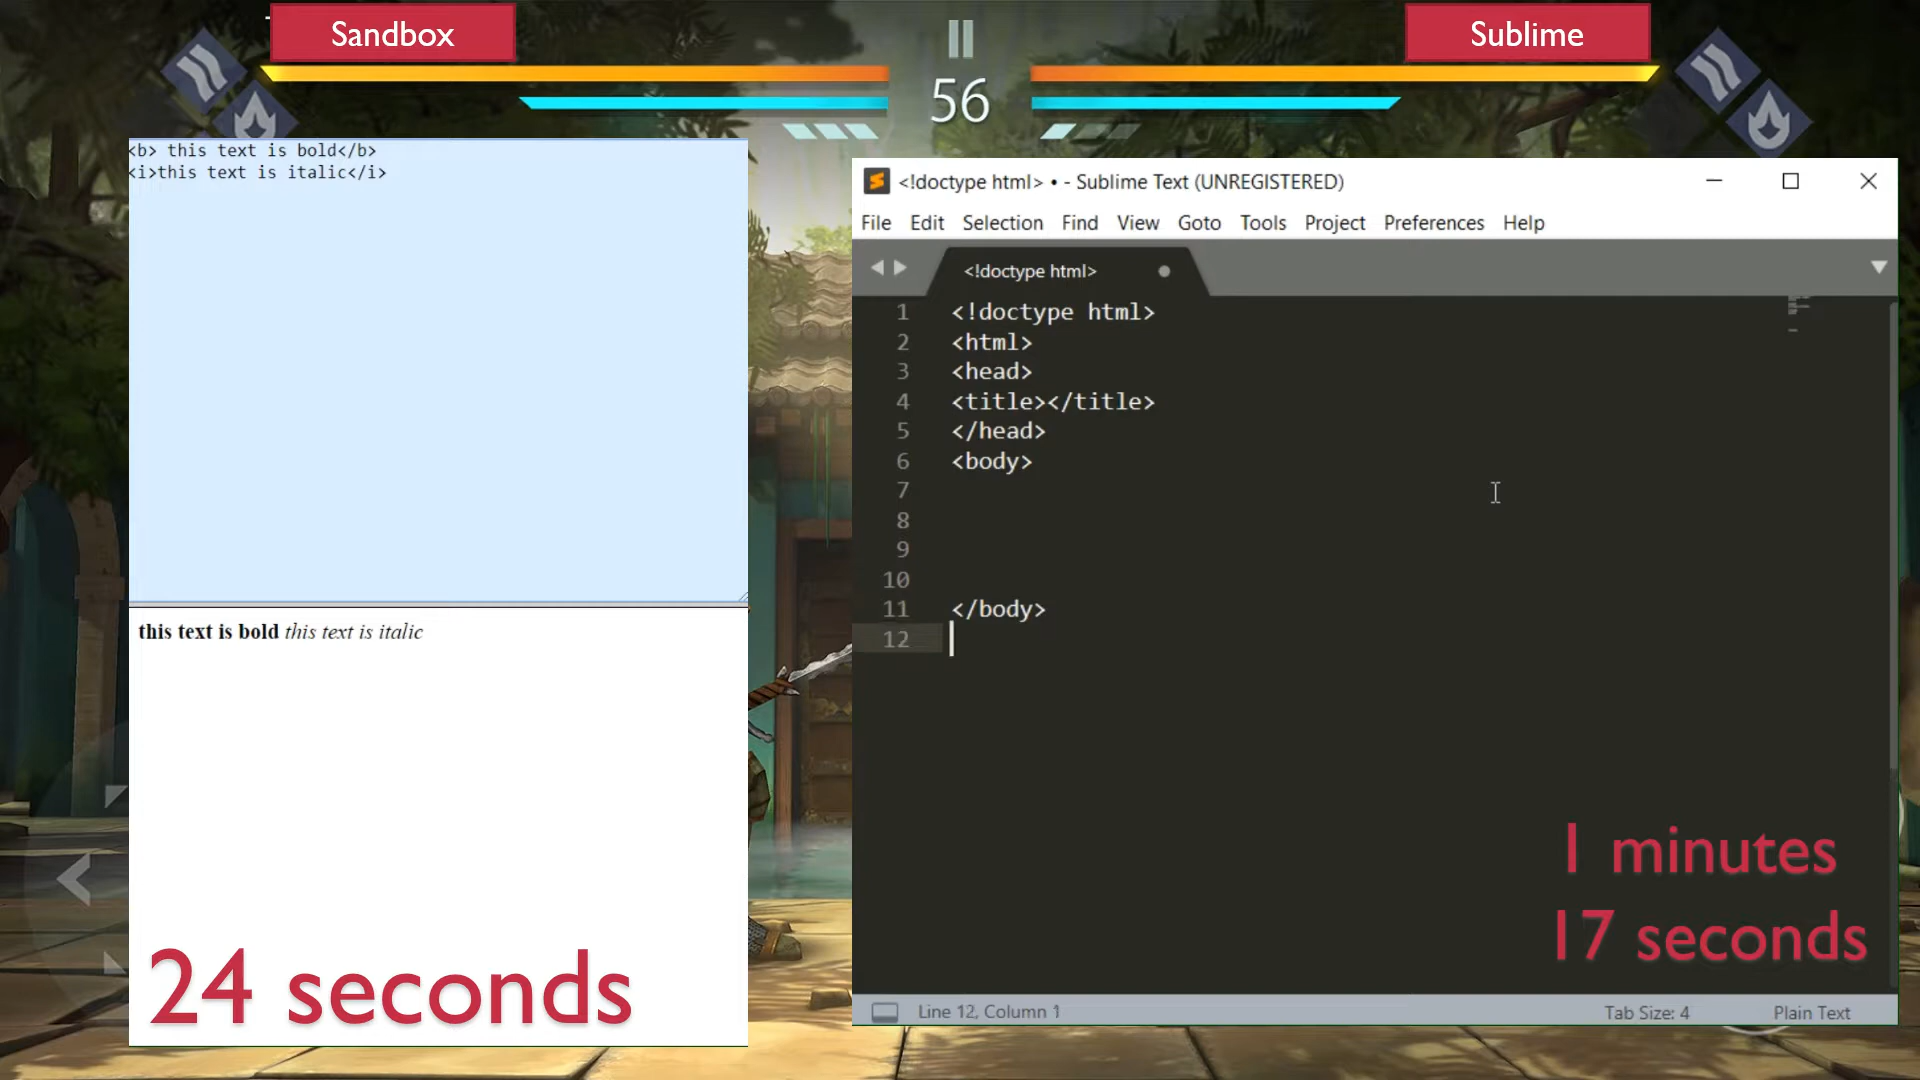 Sandbox
Sublime
56
<b> this text is bold</b>
<i>this text is italic</i>
this text is bold this text is italic
24 seconds
<!doctype html> • - Sublime Text (UNREGISTERED)
File Edit Selection Find View Goto Tools Project Preferences Help
<!doctype html>
1 <!doctype html>
2 <html>
3 <head>
4 <title></title>
5 </head>
6 <body>
7
8
9
10
11 </body>
12
1 minutes
17 seconds
Line 12, Column 1
Tab Size: 4
Plain Text